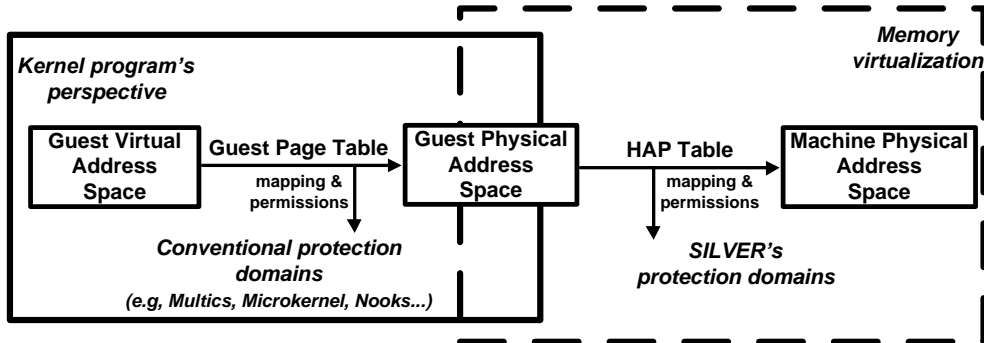 Memory
virtualization
Kernel program's
perspective
Guest Virtual
Address
Space
Guest Page Table
mapping &
permissions
Guest Physical
Address
Space
HAP Table
mapping &
permissions
Machine Physical
Address
Space
Conventional protection
domains
(e.g, Multics, Microkernel, Nooks...)
SILVER's
protection domains